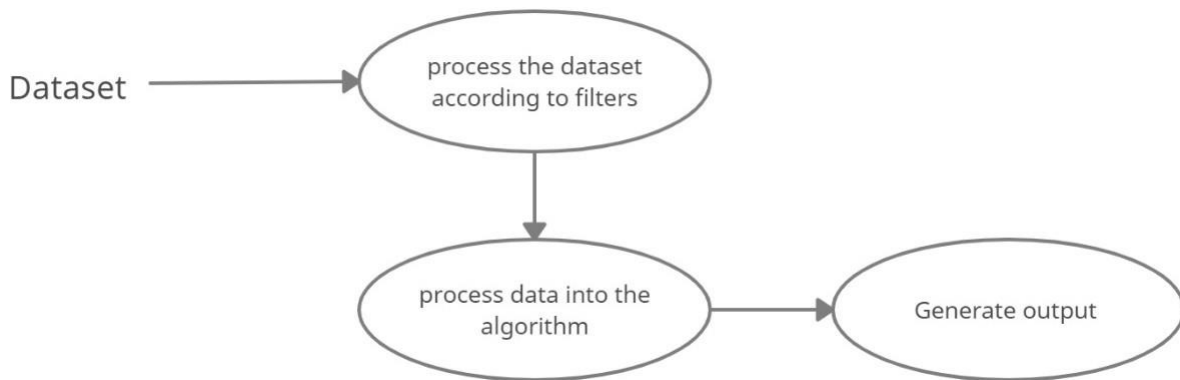 Dataset
process the dataset
according to filters
process data into the
algorithm
Generate output